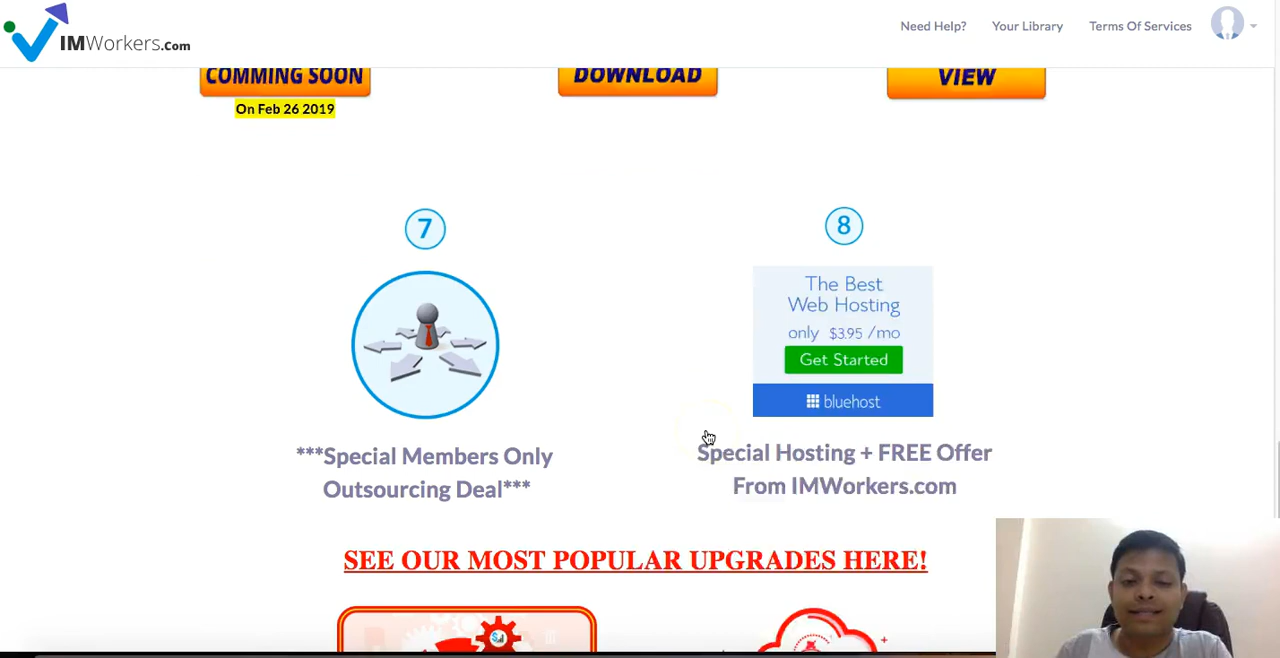 IMWorkers.com
Need Help?
Your Library
Terms Of Services
COMMING SOON
DOWNLOAD
VIEW
On Feb 26 2019
7
8
The Best
Web Hosting
only $3.95 /mo
Get Started
bluehost
***Special Members Only
Outsourcing Deal***
Special Hosting + FREE Offer
From IMWorkers.com
SEE OUR MOST POPULAR UPGRADES HERE!